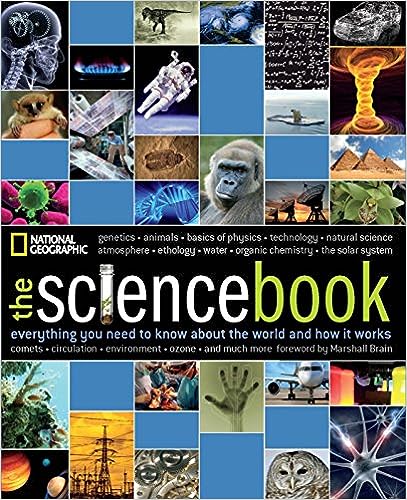 NATIONAL
GEOGRAPHIC
genetics • animals • basics of physics • technology • natural science
atmosphere • ethology • water • organic chemistry • the solar system
the sciencebook
everything you need to know about the world and how it works
comets • circulation • environment • ozone • and much more foreword by Marshall Brain